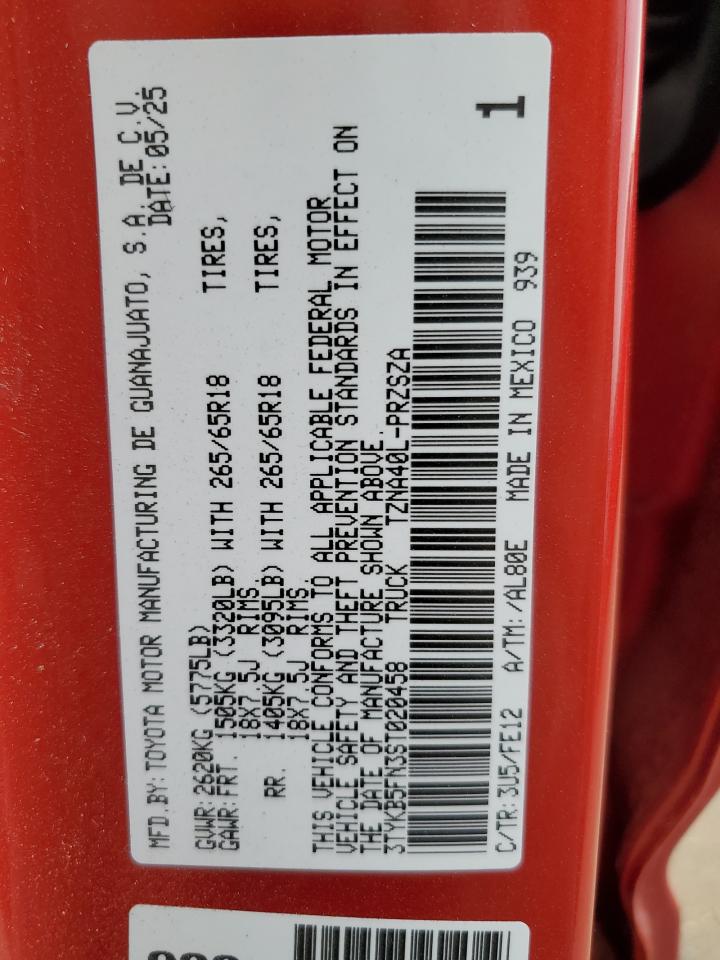 MFD.BY:TOYOTA MOTOR MANUFACTURING DE GUANAJUATO, S.A. DE C.V.
DATE:05/25
GVWR:2620KG (5775LB)
GAWR:FRT. 1505KG (3320LB) WITH 265/65R18 TIRES,
18X7.5J RIMS
RR. 1405KG (3095LB) WITH 265/65R18 TIRES,
18X7.5J RIMS.
THIS VEHICLE CONFORMS TO ALL APPLICABLE FEDERAL MOTOR
VEHICLE SAFETY AND THEFT PREVENTION STANDARDS IN EFFECT ON
THE DATE OF MANUFACTURE SHOWN ABOVE.
3TYKB5FN3ST020458 TRUCK TZNA40L-PRZSZA
1
C/TR:3U5/FE12 A/TM:/AL80E MADE IN MEXICO 939